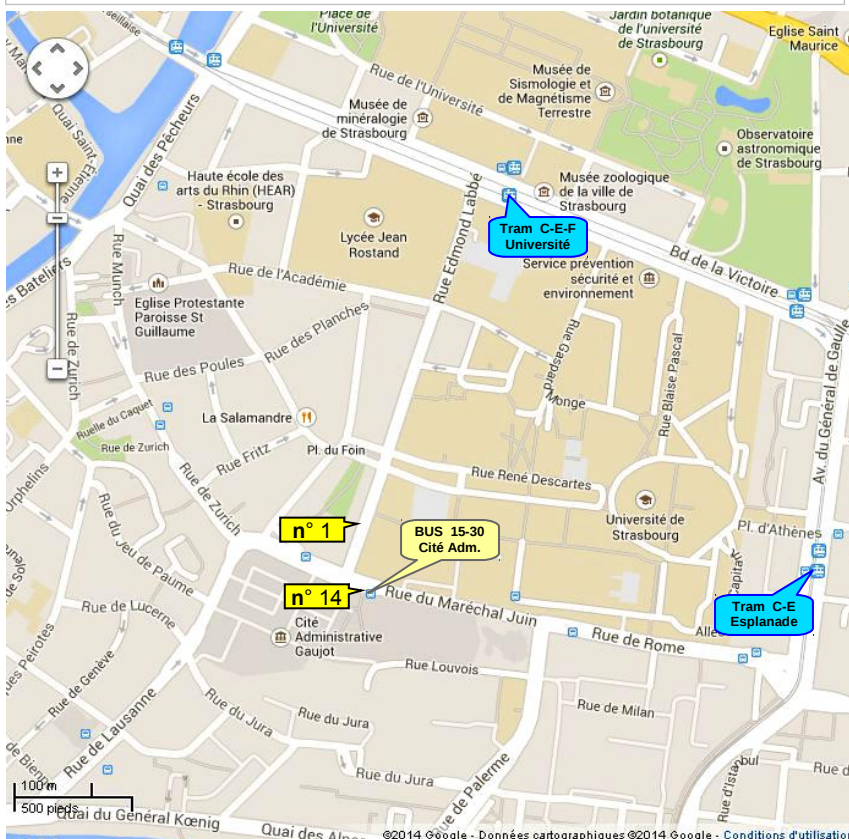 Place de
l'Université
Jardin botanique
de l'université
de Strasbourg
Eglise Saint
Maurice
Rue de l'Université
Musée de
Sismologie et
de Magnétisme
Terrestre
Musée de
minéralogie
de Strasbourg
Quai Saint-Etienne
Quai des Pêcheurs
Observatoire
astronomique
de Strasbourg
Haute école des
arts du Rhin (HEAR)
- Strasbourg
Musée zoologique
de la ville de
Strasbourg
Lycée Jean
Rostand
Rue Edmond Labbé
Tram C-E-F
Université
Bd de la Victoire
Rue Munch
Rue de l'Académie
Service prévention
sécurité et
environnement
Eglise Protestante
Paroisse St
Guillaume
Rue de Zurich
Rue des Planches
Rue des Poules
Rue Gaspard
Monge
Rue Blaise Pascal
Av. du Général de Gaulle
Ruelle du Caquet
La Salamandre
Rue de Zurich
Rue Fritz
Pl. du Foin
Rue René Descartes
Rue de Zurich
Université de
Strasbourg
Pl. d'Athènes
n° 1
BUS 15-30
Cité Adm.
Rue du Jeu de Paume
n° 14
Rue du Maréchal Juin
Tram C-E
Esplanade
Rue de Lucerne
Cité
Administrative
Gaujot
Rue de Rome
Rue Louvois
Rue de Genève
Rue de Lausanne
Rue du Jura
Rue du Jura
Rue de Milan
Rue du Jura
100 m
500 pieds
Quai du Général Kœnig
©2014 Google - Données cartographiques ©2014 Google - Conditions d'utilisation